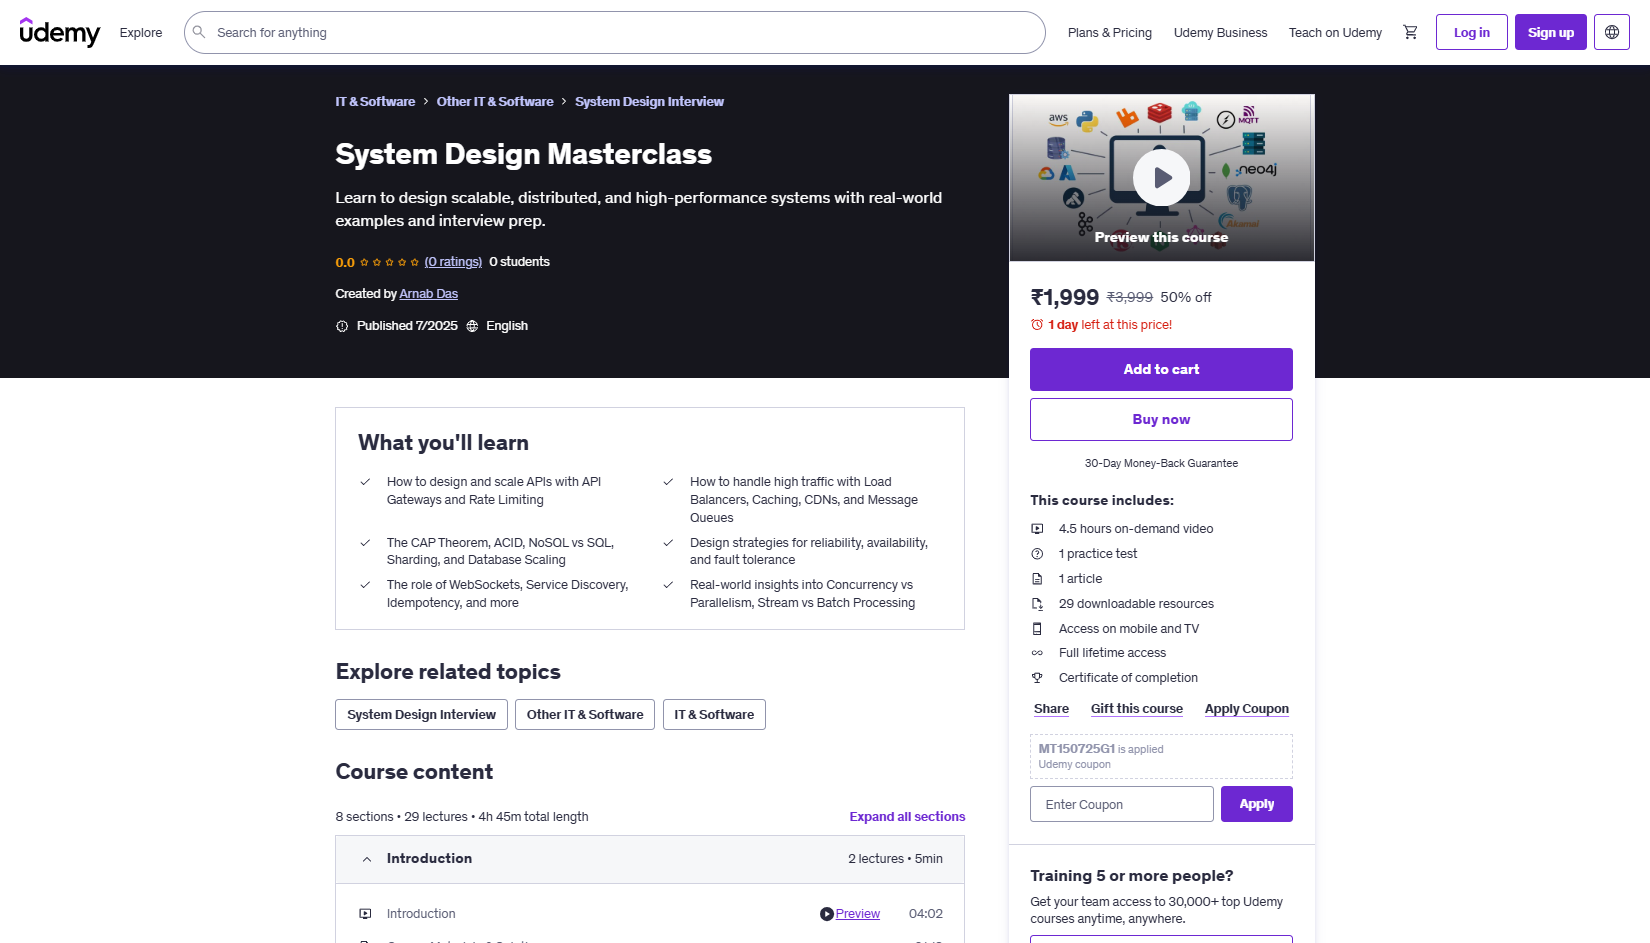 udemy
Explore
Search for anything
Plans & Pricing
Udemy Business
Teach on Udemy
Log in
Sign up
IT & Software › Other IT & Software › System Design Interview
System Design Masterclass
Learn to design scalable, distributed, and high-performance systems with real-world
examples and interview prep.
0.0 (0 ratings) 0 students
Created by Arnab Das
Published 7/2025 English
aws
MQTT
neo4j
Akamai
Preview this course
₹1,999 ₹3,999 50% off
1 day left at this price!
Add to cart
Buy now
30-Day Money-Back Guarantee
This course includes:
4.5 hours on-demand video
1 practice test
1 article
29 downloadable resources
Access on mobile and TV
Full lifetime access
Certificate of completion
Share Gift this course Apply Coupon
MT150725G1 is applied
Udemy coupon
Enter Coupon
Apply
Training 5 or more people?
Get your team access to 30,000+ top Udemy
courses anytime, anywhere.
What you'll learn
How to design and scale APIs with API
Gateways and Rate Limiting
How to handle high traffic with Load
Balancers, Caching, CDNs, and Message
Queues
The CAP Theorem, ACID, NoSQL vs SQL,
Sharding, and Database Scaling
Design strategies for reliability, availability,
and fault tolerance
The role of WebSockets, Service Discovery,
Idempotency, and more
Real-world insights into Concurrency vs
Parallelism, Stream vs Batch Processing
Explore related topics
System Design Interview
Other IT & Software
IT & Software
Course content
8 sections • 29 lectures • 4h 45m total length
Expand all sections
Introduction
2 lectures • 5min
Introduction
Preview
04:02